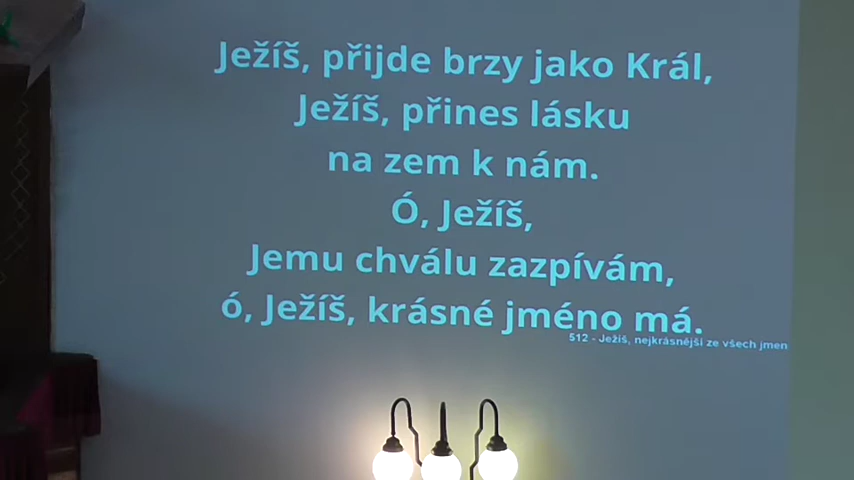 Ježíš, přijde brzy jako Král,
Ježíš, přines lásku
na zem k nám.
Ó, Ježíš,
Jemu chválu zazpívám,
ó, Ježíš, krásné jméno má.
512 - Ježíš, nejkrásnější ze všech jmen